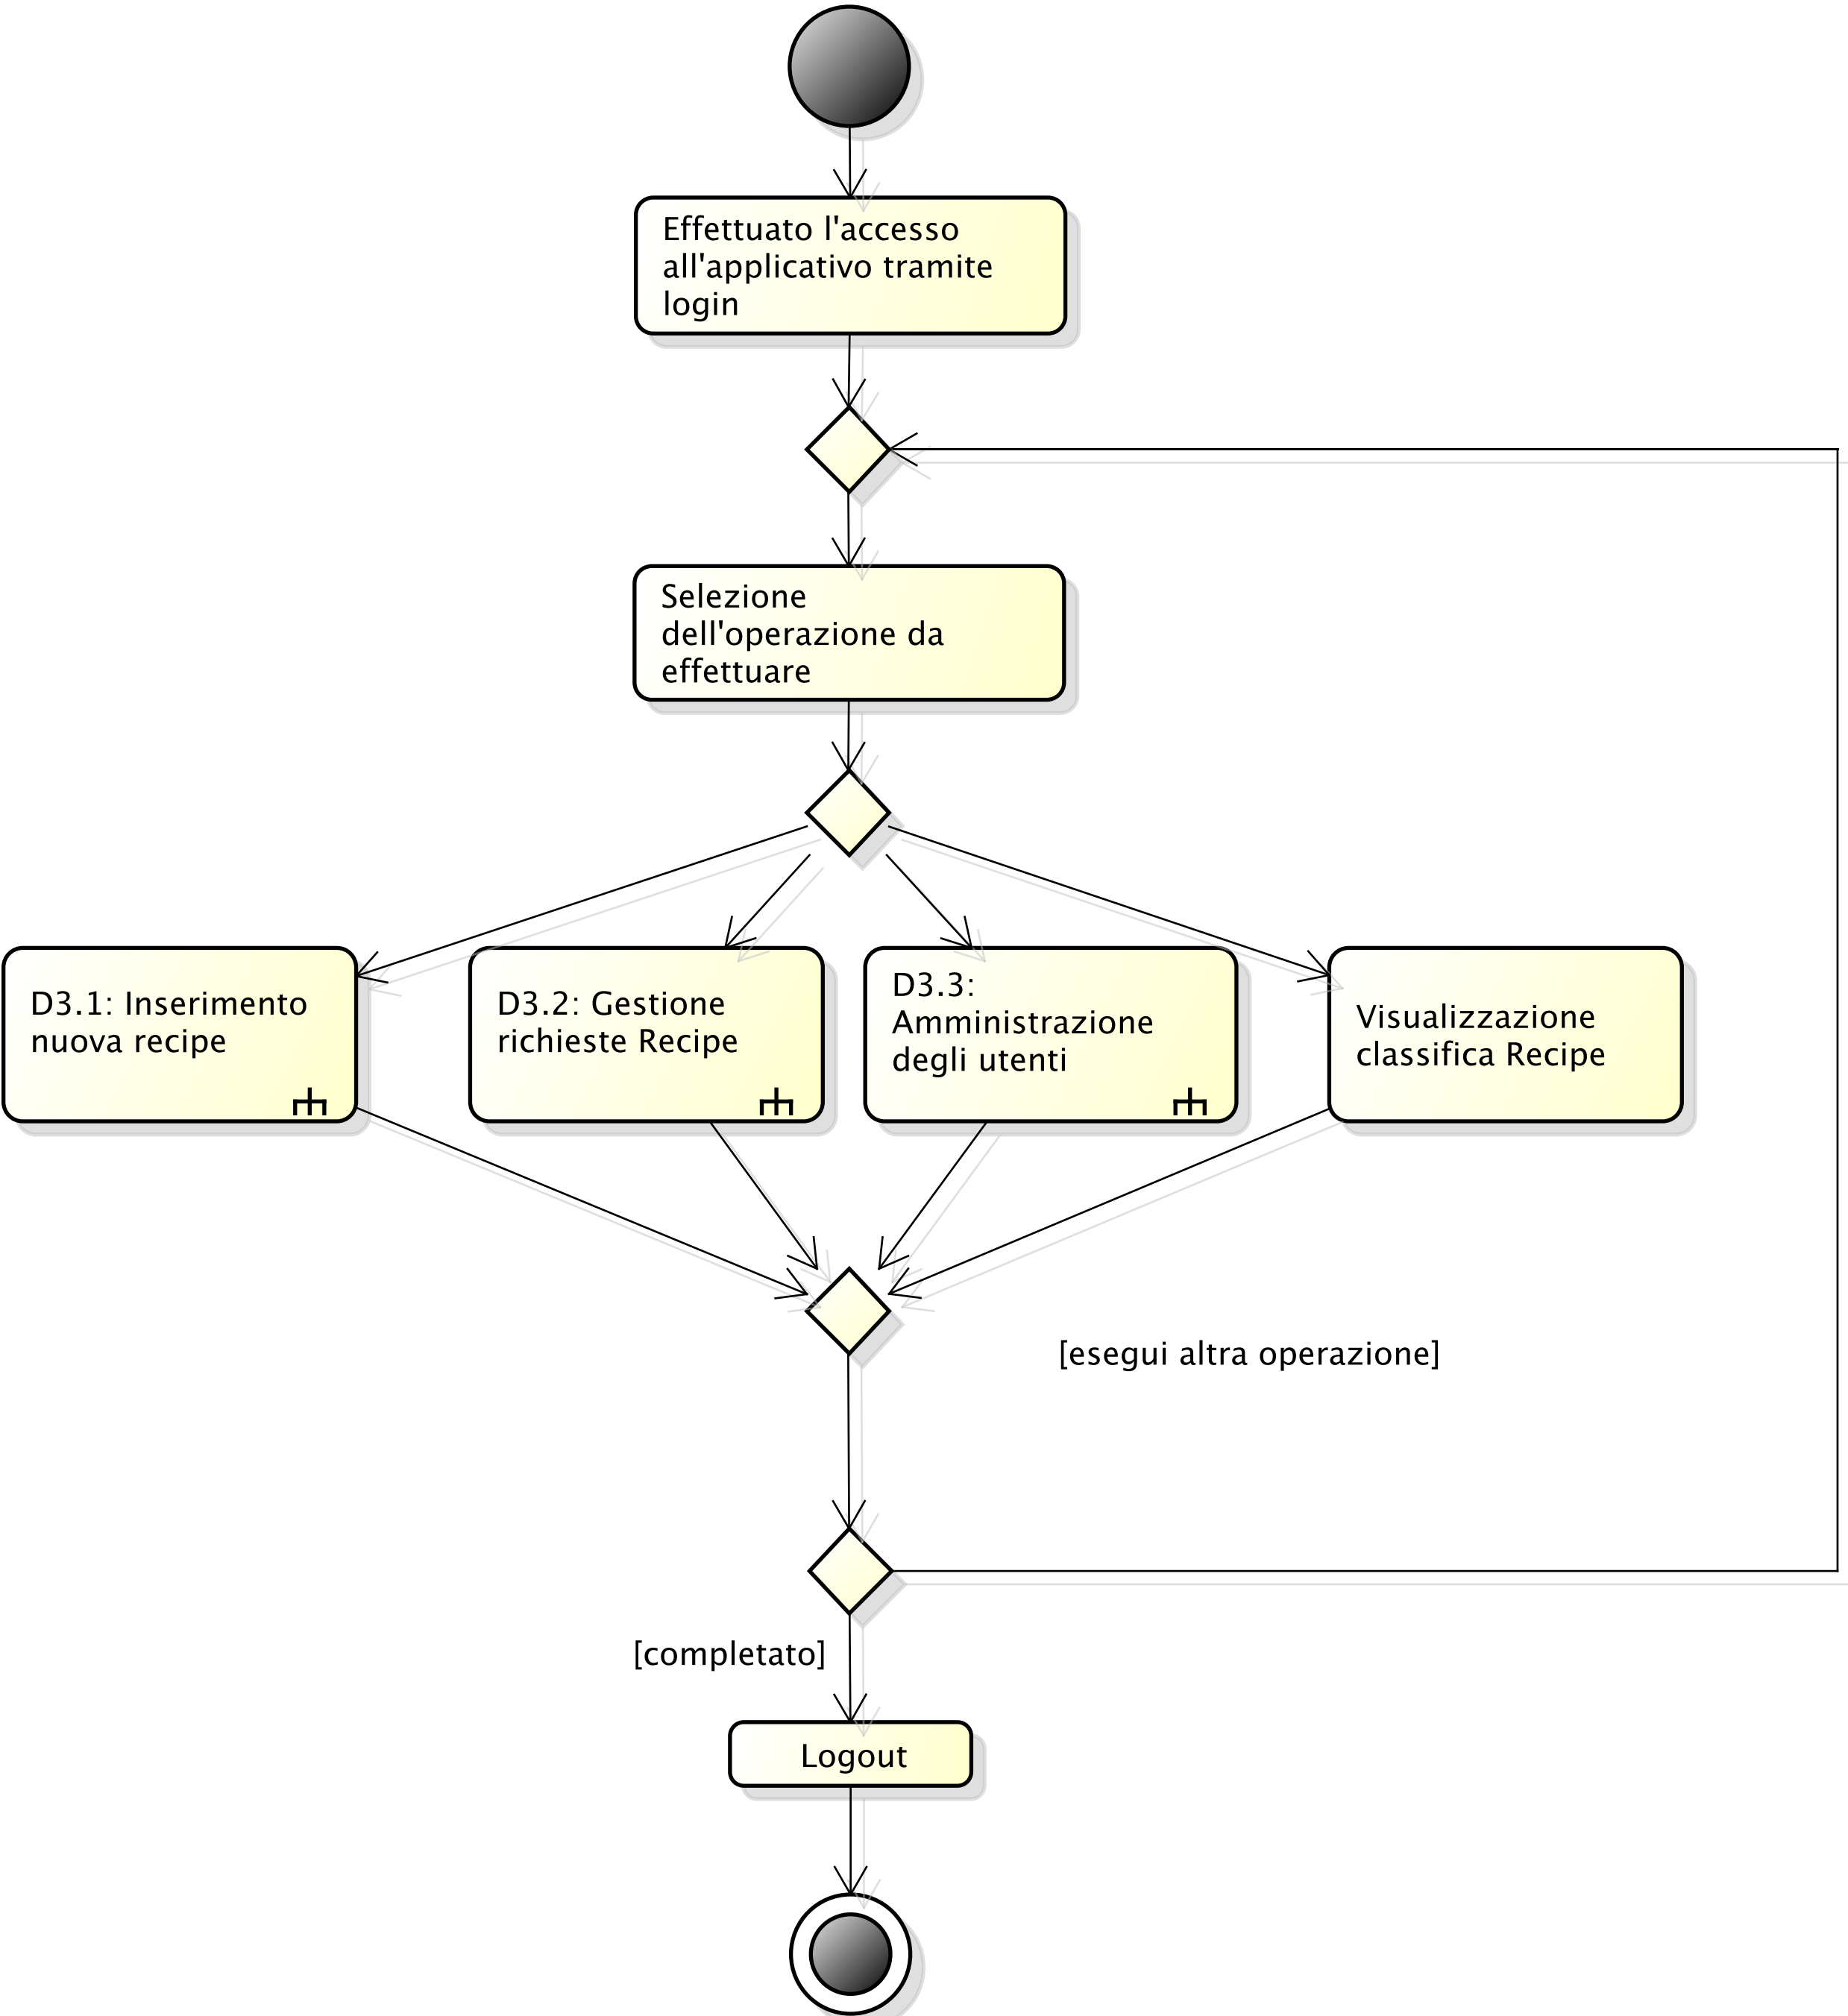 Effettuato l'accesso
all'applicativo tramite
login
Selezione
dell'operazione da
effettuare
D3.1: Inserimento
nuova recipe
D3.2: Gestione
richieste Recipe
D3.3:
Amministrazione
degli utenti
Visualizzazione
classifica Recipe
[esegui altra operazione]
[completato]
Logout